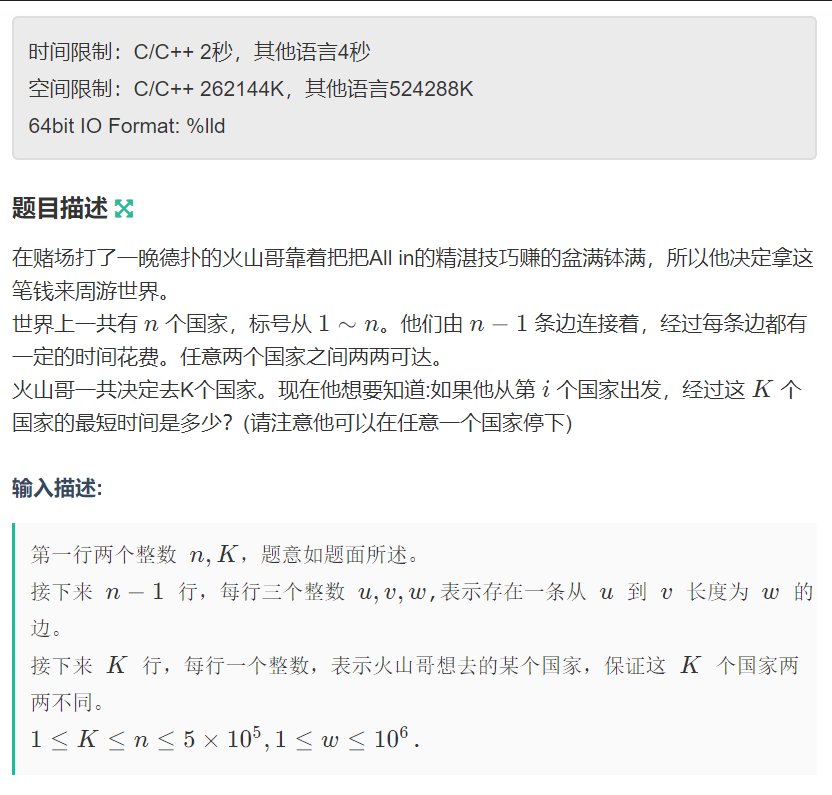 时间限制：C/C++ 2秒，其他语言4秒
空间限制：C/C++ 262144K，其他语言524288K
64bit IO Format: %lld
题目描述
在赌场打了一晚德扑的火山哥靠着把把All in的精湛技巧赚的盆满钵满，所以他决定拿这
笔钱来周游世界。
世界上一共有 n 个国家，标号从 1 ∼ n。他们由 n − 1 条边连接着，经过每条边都有
一定的时间花费。任意两个国家之间两两可达。
火山哥一共决定去K个国家。现在他想要知道:如果他从第 i 个国家出发，经过这 K 个
国家的最短时间是多少？(请注意他可以在任意一个国家停下)
输入描述:
第一行两个整数 n, K，题意如题面所述。
接下来 n − 1 行，每行三个整数 u, v, w,表示存在一条从 u 到 v 长度为 w 的
边。
接下来 K 行，每行一个整数，表示火山哥想去的某个国家，保证这 K 个国家两
两不同。
1 ≤ K ≤ n ≤ 5 × 10⁵, 1 ≤ w ≤ 10⁶.